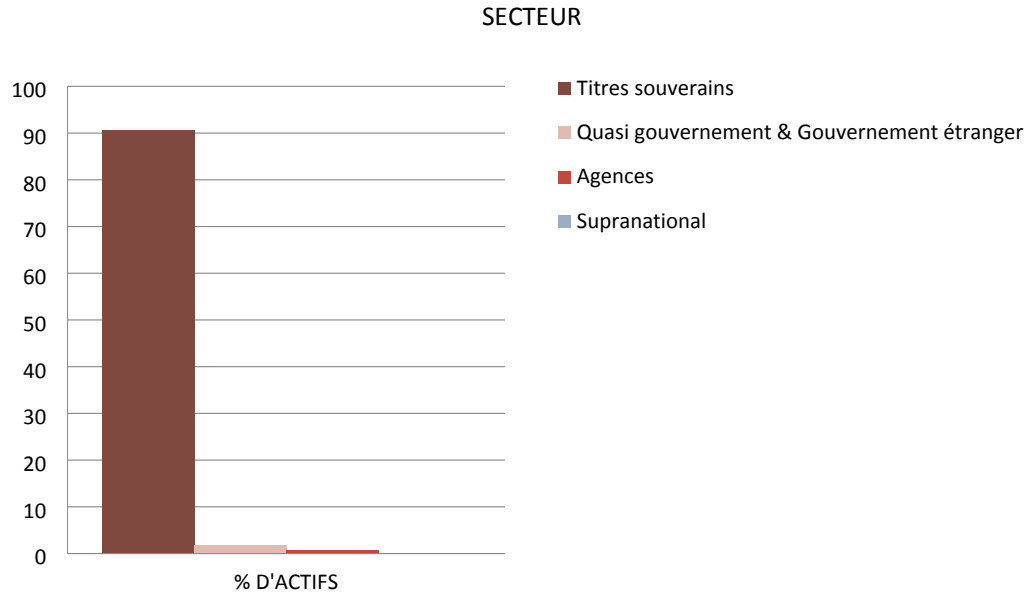 SECTEUR
100
90
80
70
60
50
40
30
20
10
0
% D'ACTIFS
Titres souverains
Quasi gouvernement & Gouvernement étranger
Agences
Supranational